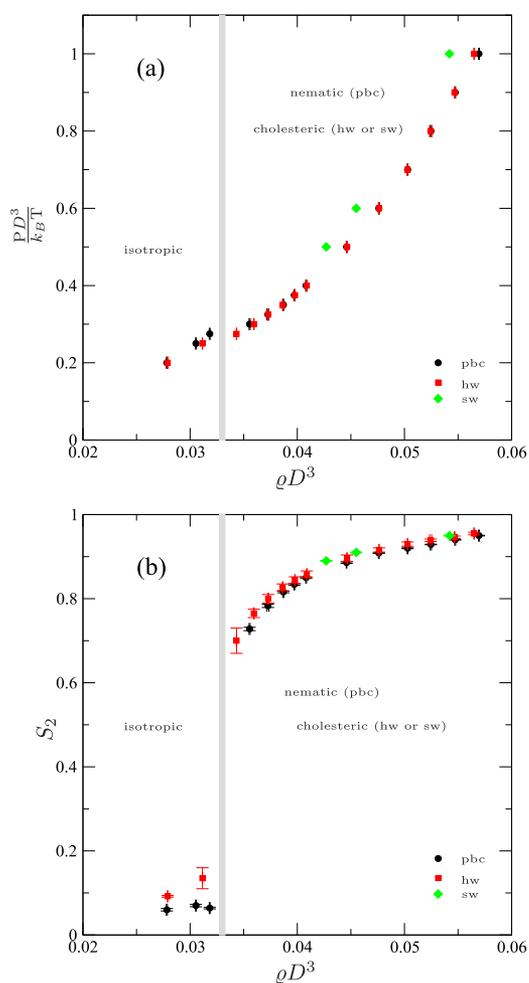 (a)
1
0.8
0.6
0.4
0.2
0
PD³/k_BT
nematic (pbc)
cholesteric (hw or sw)
isotropic
pbc
hw
sw
0.02 0.03 0.04 0.05 0.06
ϱD³
(b)
1
0.8
0.6
0.4
0.2
0
S₂
nematic (pbc)
cholesteric (hw or sw)
isotropic
pbc
hw
sw
0.02 0.03 0.04 0.05 0.06
ϱD³